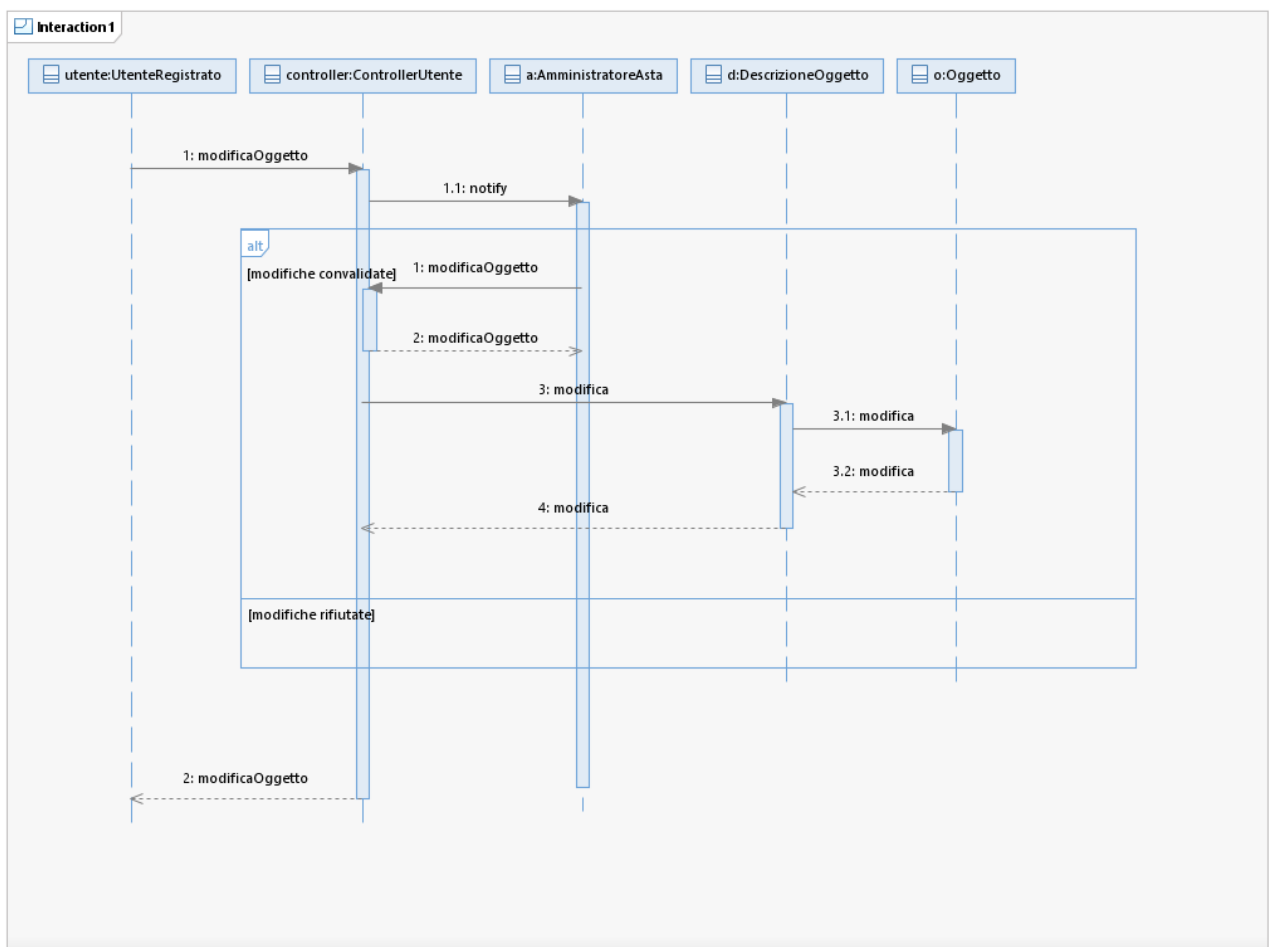 Interaction1
utente:UtenteRegistrato
controller:ControllerUtente
a:AmministratoreAsta
d:DescrizioneOggetto
o:Oggetto
1: modificaOggetto
1.1: notify
alt
[modifiche convalidate]
1: modificaOggetto
2: modificaOggetto
3: modifica
3.1: modifica
3.2: modifica
4: modifica
[modifiche rifiutate]
2: modificaOggetto